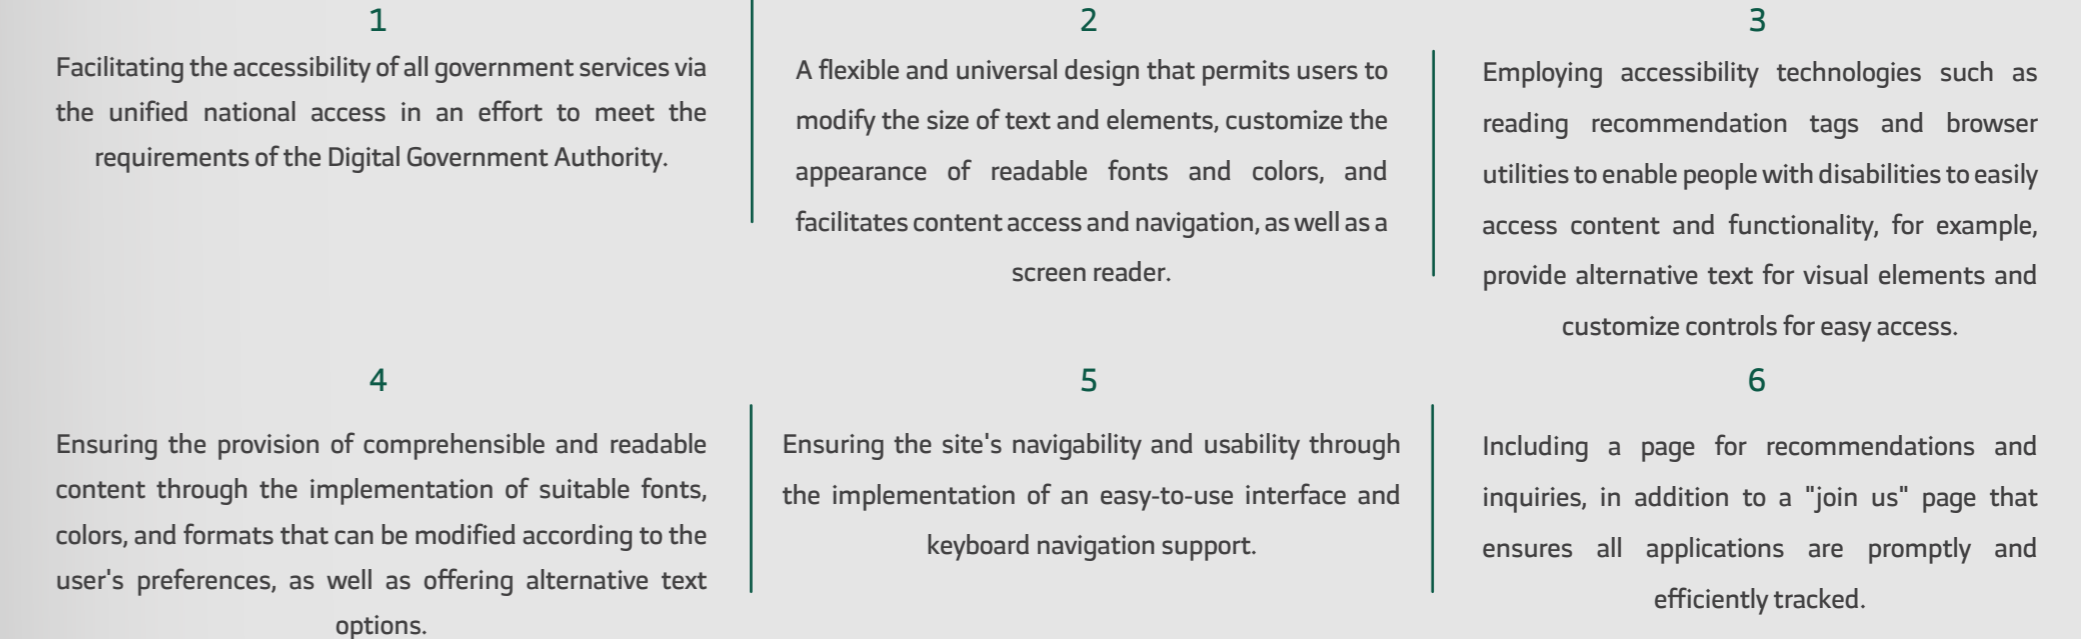 1
Facilitating the accessibility of all government services via
the unified national access in an effort to meet the
requirements of the Digital Government Authority.
2
A flexible and universal design that permits users to
modify the size of text and elements, customize the
appearance of readable fonts and colors, and
facilitates content access and navigation, as well as a
screen reader.
3
Employing accessibility technologies such as
reading recommendation tags and browser
utilities to enable people with disabilities to easily
access content and functionality, for example,
provide alternative text for visual elements and
customize controls for easy access.
4
Ensuring the provision of comprehensible and readable
content through the implementation of suitable fonts,
colors, and formats that can be modified according to the
user's preferences, as well as offering alternative text
options.
5
Ensuring the site's navigability and usability through
the implementation of an easy-to-use interface and
keyboard navigation support.
6
Including a page for recommendations and
inquiries, in addition to a "join us" page that
ensures all applications are promptly and
efficiently tracked.